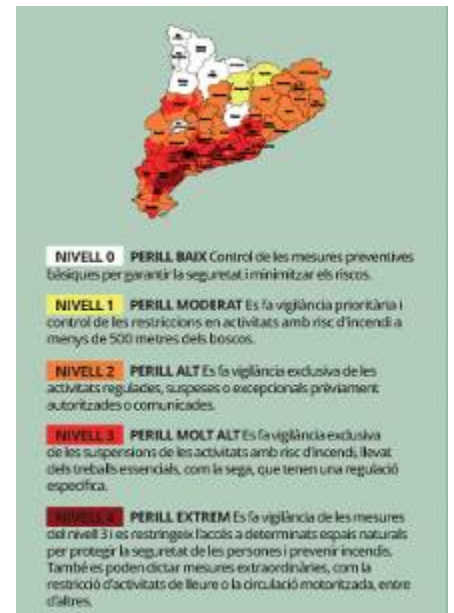 NIVELL 0 PERILL BAIX Control de les mesures preventives
bàsiques per garantir la seguretat i minimitzar els riscos.
NIVELL 1 PERILL MODERAT Es fa vigilància prioritària i
control de les restriccions en activitats amb risc d'incendi a
menys de 500 metres dels boscos.
NIVELL 2 PERILL ALT Es fa vigilància exclusiva de les
activitats regulades, suspeses o excepcionals prèviament
autoritzades o comunicades.
NIVELL 3 PERILL MOLT ALT Es fa vigilància exclusiva
de les suspensions de les activitats amb risc d'incendi, llevat
dels treballs essencials, com la sega, que tenen una regulació
específica.
NIVELL 4 PERILL EXTREM Es fa vigilància de les mesures
del nivell 3 i es restringeix l'accés a determinats espais naturals
per protegir la seguretat de les persones i prevenir incendis.
També es poden dictar mesures extraordinàries, com la
restricció d'activitats de lleure o la circulació motoritzada, entre
d'altres.